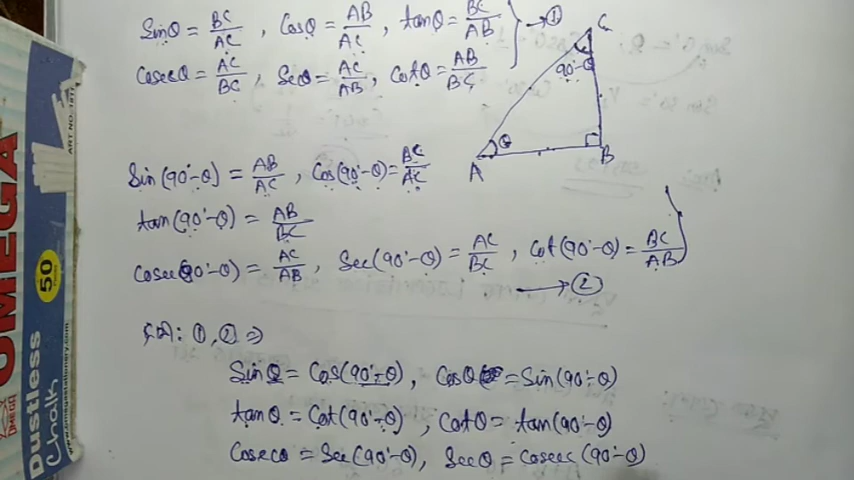 Sinθ = BC/AC , Cosθ = AB/AC , tanθ = BC/AB → ①
Cosecθ = AC/BC , Secθ = AC/AB , Cotθ = AB/BC
C
90°-θ
θ
A
B
Sin(90°-θ) = AB/AC , Cos(90°-θ) = BC/AC
tan(90°-θ) = AB/BC
Cosec(90°-θ) = AC/AB , Sec(90°-θ) = AC/BC , Cot(90°-θ) = BC/AB
→ ②
①,② ⇒
Sinθ = Cos(90°-θ) , Cosθ = Sin(90°-θ)
tanθ = Cot(90°-θ) , Cotθ = tan(90°-θ)
Cosecθ = Sec(90°-θ) , Secθ = Cosec(90°-θ)
OMEGA
Dustless
Chalk
50